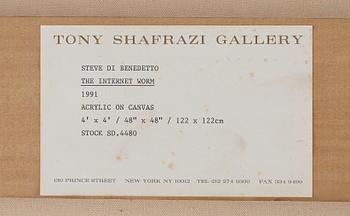 TONY SHAFRAZI GALLERY
STEVE DI BENEDETTO
THE INTERNET WORM
1991
ACRYLIC ON CANVAS
4' x 4' / 48" x 48" / 122 x 122cm
STOCK SD.4480
130 PRINCE STREET NEW YORK NY 10012 TEL 212 274 9300 FAX 334 9499